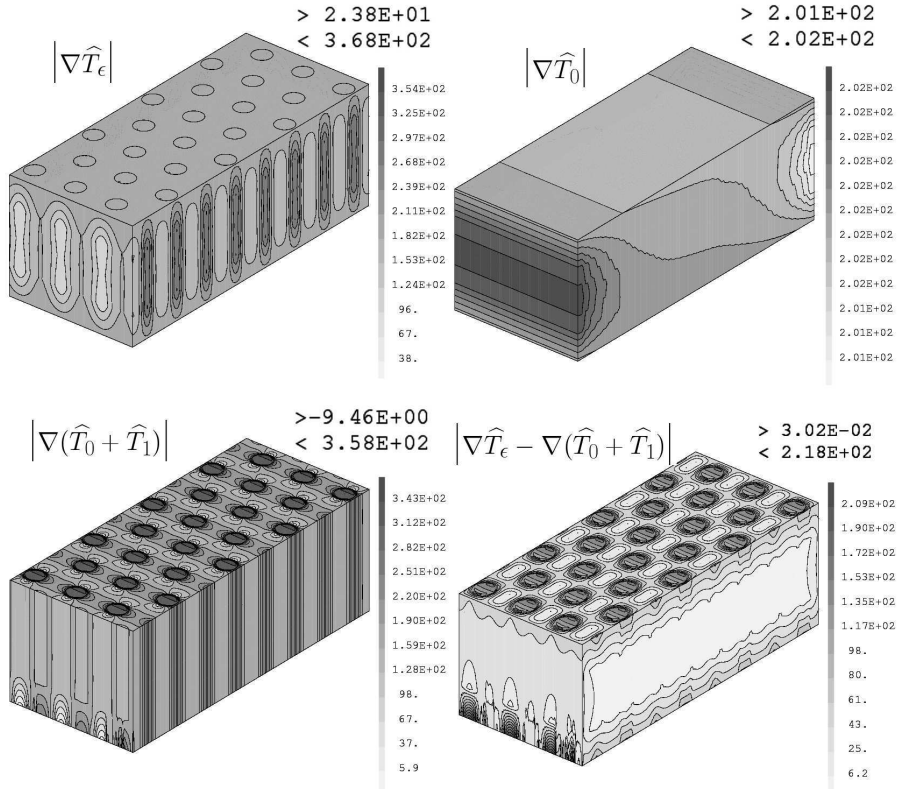 |∇T̂ϵ|
> 2.38E+01
< 3.68E+02
3.54E+02
3.25E+02
2.97E+02
2.68E+02
2.39E+02
2.11E+02
1.82E+02
1.53E+02
1.24E+02
96.
67.
38.
|∇T̂0|
> 2.01E+02
< 2.02E+02
2.02E+02
2.02E+02
2.02E+02
2.02E+02
2.02E+02
2.02E+02
2.02E+02
2.02E+02
2.02E+02
2.01E+02
2.01E+02
2.01E+02
|∇(T̂0 + T̂1)|
>-9.46E+00
< 3.58E+02
3.43E+02
3.12E+02
2.82E+02
2.51E+02
2.20E+02
1.90E+02
1.59E+02
1.28E+02
98.
67.
37.
5.9
|∇T̂ϵ − ∇(T̂0 + T̂1)|
> 3.02E-02
< 2.18E+02
2.09E+02
1.90E+02
1.72E+02
1.53E+02
1.35E+02
1.17E+02
98.
80.
61.
43.
25.
6.2